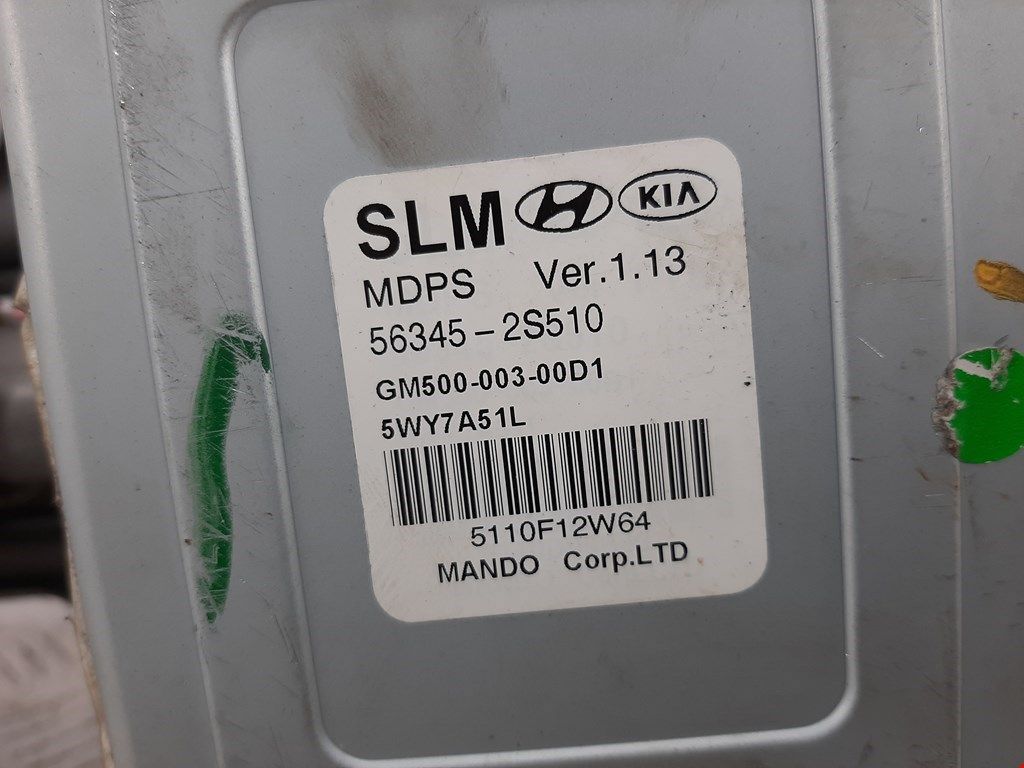 SLM KIA
MDPS Ver.1.13
56345-2S510
GM500-003-00D1
5WY7A51L
5110F12W64
MANDO Corp.LTD